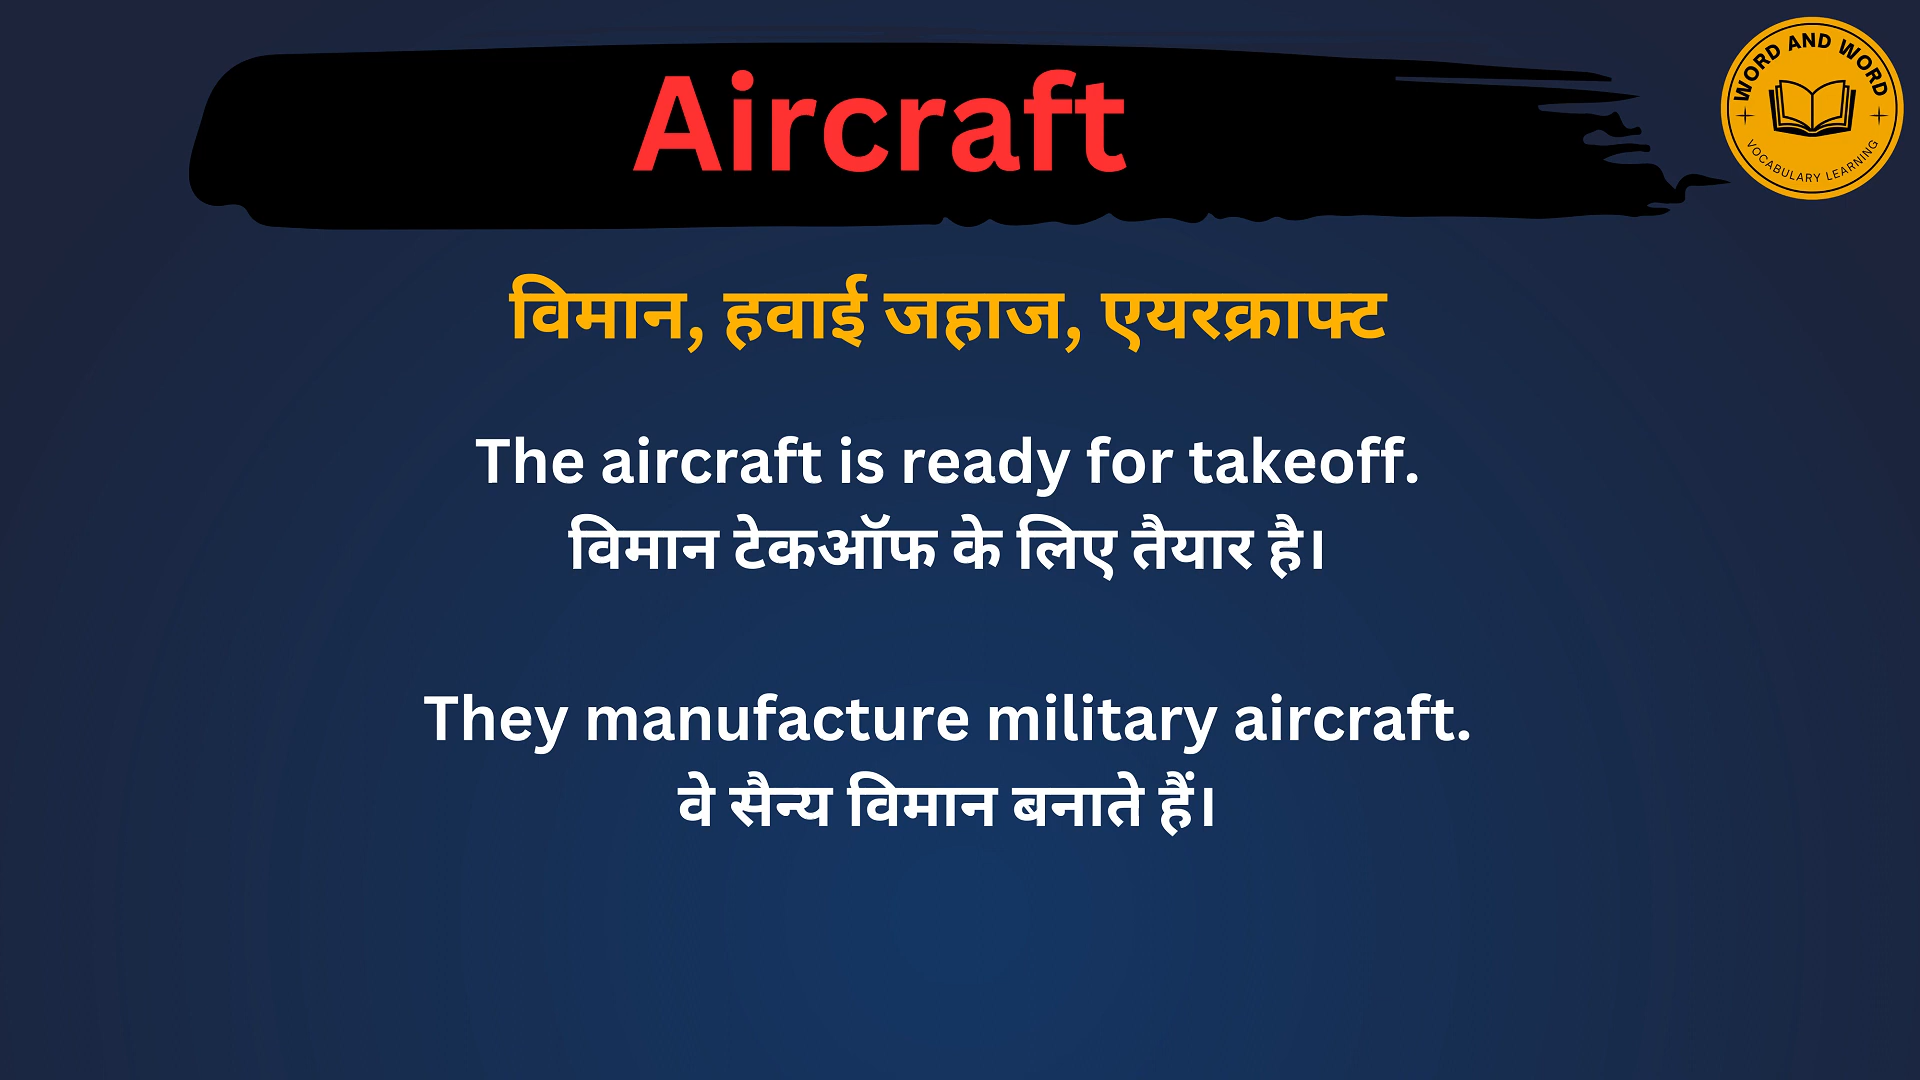 Aircraft
WORD AND WORD
VOCABULARY LEARNING
विमान, हवाई जहाज, एयरक्राफ्ट
The aircraft is ready for takeoff.
विमान टेकऑफ के लिए तैयार है।
They manufacture military aircraft.
वे सैन्य विमान बनाते हैं।